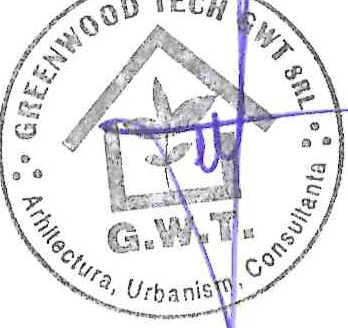 GREENWOOD TECH GWT SRL
G.W.T.
Arhitectura, Urbanism, Consultanta